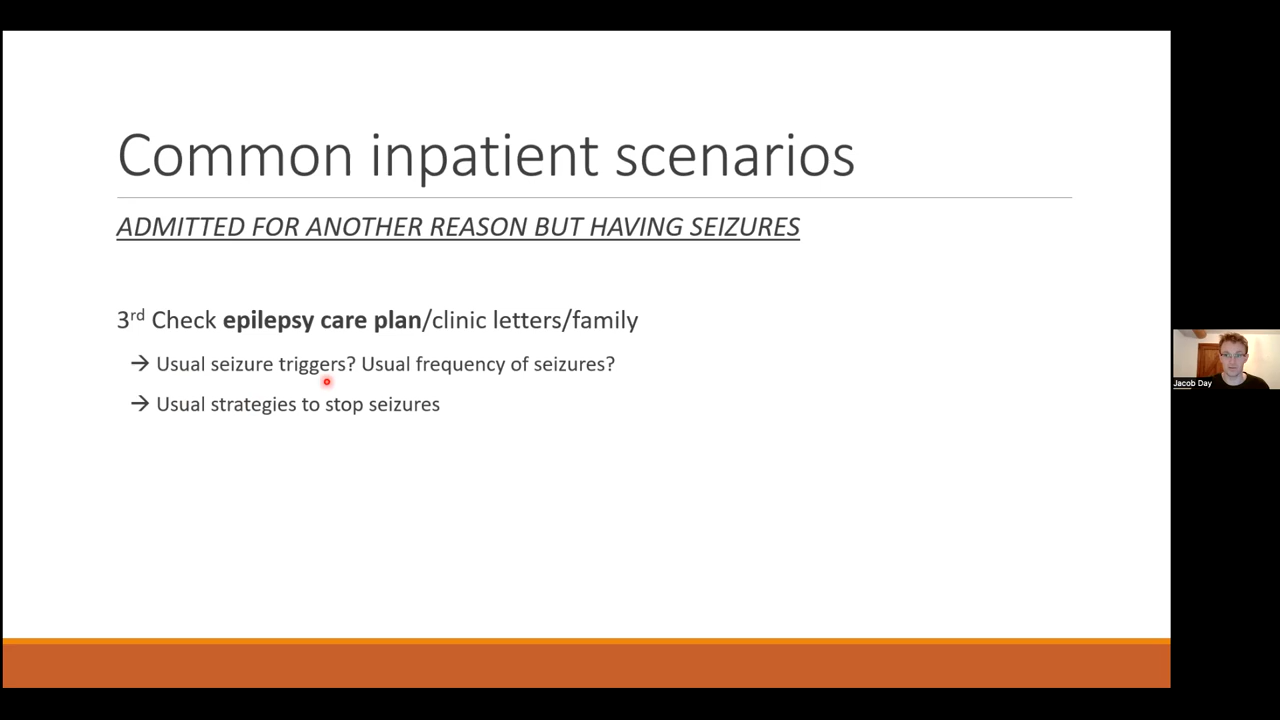 Common inpatient scenarios
ADMITTED FOR ANOTHER REASON BUT HAVING SEIZURES
3rd Check epilepsy care plan/clinic letters/family
→ Usual seizure triggers? Usual frequency of seizures?
→ Usual strategies to stop seizures
Jacob Day